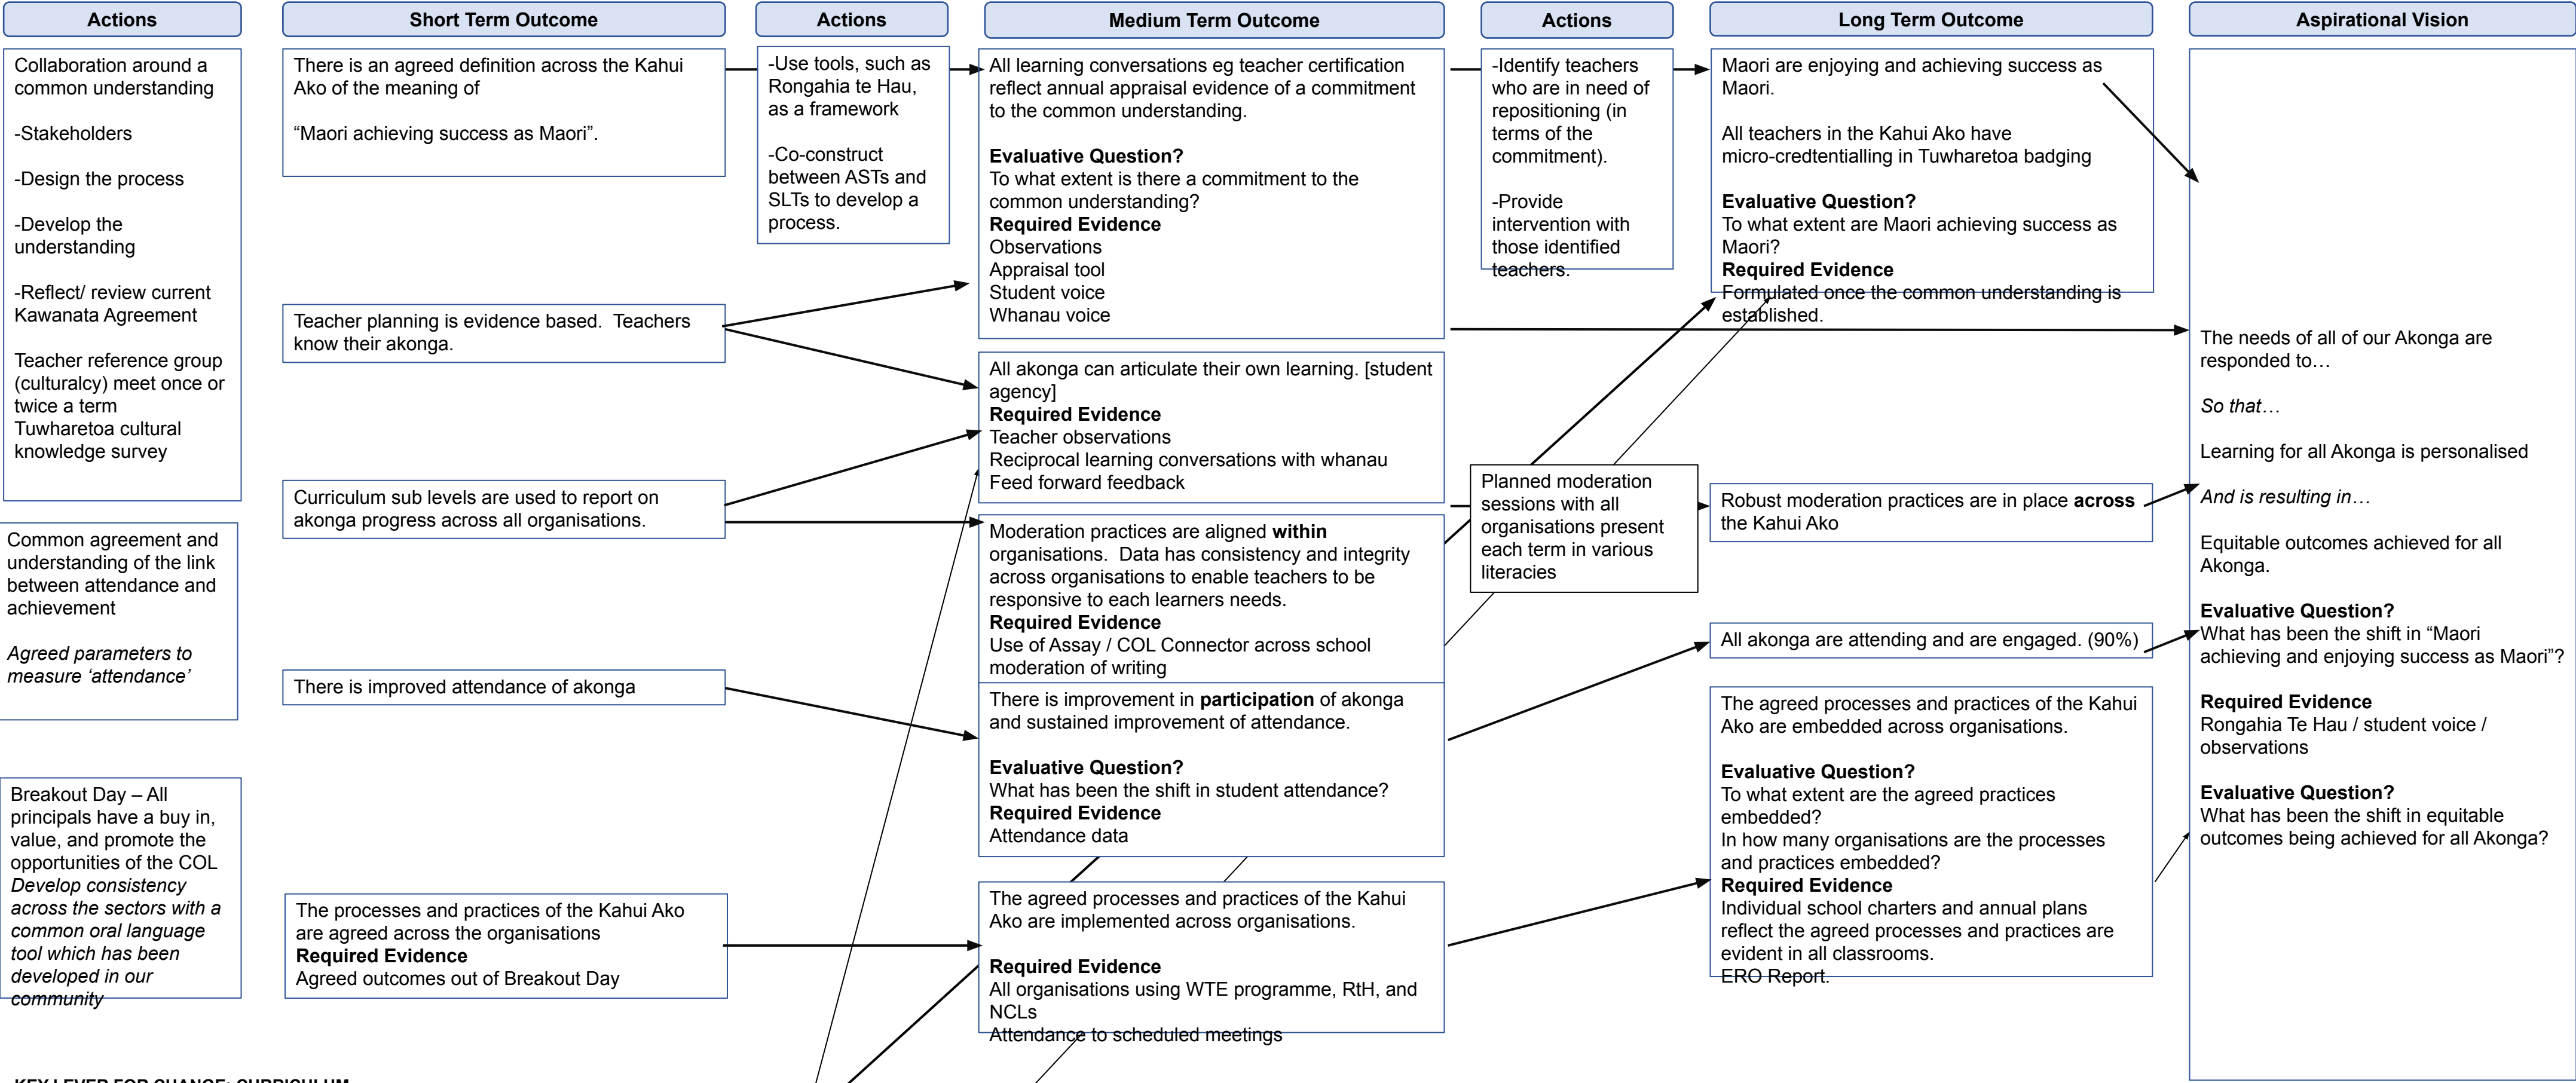 Actions
Short Term Outcome
Actions
Medium Term Outcome
Actions
Long Term Outcome
Aspirational Vision
Collaboration around a
common understanding
-Stakeholders
-Design the process
-Develop the
understanding
-Reflect/ review current
Kawanata Agreement
Teacher reference group
(culturalcy) meet once or
twice a term
Tuwharetoa cultural
knowledge survey
Common agreement and
understanding of the link
between attendance and
achievement
Agreed parameters to
measure ‘attendance’
Breakout Day – All
principals have a buy in,
value, and promote the
opportunities of the COL
Develop consistency
across the sectors with a
common oral language
tool which has been
developed in our
community
There is an agreed definition across the Kahui
Ako of the meaning of
“Maori achieving success as Maori”.
Teacher planning is evidence based.  Teachers
know their akonga.
Curriculum sub levels are used to report on
akonga progress across all organisations.
There is improved attendance of akonga
The processes and practices of the Kahui Ako
are agreed across the organisations
Required Evidence
Agreed outcomes out of Breakout Day
-Use tools, such as
Rongahia te Hau,
as a framework
-Co-construct
between ASTs and
SLTs to develop a
process.
All learning conversations eg teacher certification
reflect annual appraisal evidence of a commitment
to the common understanding.
Evaluative Question?
To what extent is there a commitment to the
common understanding?
Required Evidence
Observations
Appraisal tool
Student voice
Whanau voice
All akonga can articulate their own learning. [student
agency]
Required Evidence
Teacher observations
Reciprocal learning conversations with whanau
Feed forward feedback
Moderation practices are aligned within
organisations.  Data has consistency and integrity
across organisations to enable teachers to be
responsive to each learners needs.
Required Evidence
Use of Assay / COL Connector across school
moderation of writing
There is improvement in participation of akonga
and sustained improvement of attendance.
Evaluative Question?
What has been the shift in student attendance?
Required Evidence
Attendance data
The agreed processes and practices of the Kahui
Ako are implemented across organisations.
Required Evidence
All organisations using WTE programme, RtH, and
NCLs
Attendance to scheduled meetings
-Identify teachers
who are in need of
repositioning (in
terms of the
commitment).
-Provide
intervention with
those identified
teachers.
Planned moderation
sessions with all
organisations present
each term in various
literacies
Maori are enjoying and achieving success as
Maori.
All teachers in the Kahui Ako have
micro-credtentialling in Tuwharetoa badging
Evaluative Question?
To what extent are Maori achieving success as
Maori?
Required Evidence
Formulated once the common understanding is
established.
Robust moderation practices are in place across
the Kahui Ako
All akonga are attending and are engaged. (90%)
The agreed processes and practices of the Kahui
Ako are embedded across organisations.
Evaluative Question?
To what extent are the agreed practices
embedded?
In how many organisations are the processes
and practices embedded?
Required Evidence
Individual school charters and annual plans
reflect the agreed processes and practices are
evident in all classrooms.
ERO Report.
The needs of all of our Akonga are
responded to…
So that…
Learning for all Akonga is personalised
And is resulting in…
Equitable outcomes achieved for all
Akonga.
Evaluative Question?
What has been the shift in “Maori
achieving and enjoying success as Maori”?
Required Evidence
Rongahia Te Hau / student voice /
observations
Evaluative Question?
What has been the shift in equitable
outcomes being achieved for all Akonga?
KEY LEVER FOR CHANGE: CURRICULUM